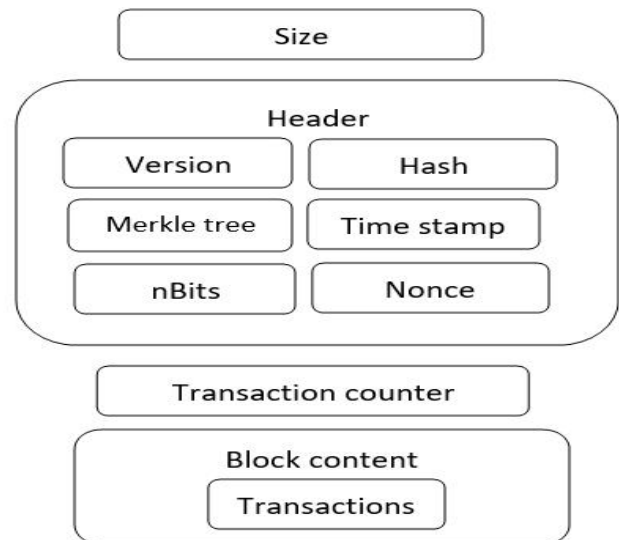 Size
Header
Version
Hash
Merkle tree
Time stamp
nBits
Nonce
Transaction counter
Block content
Transactions